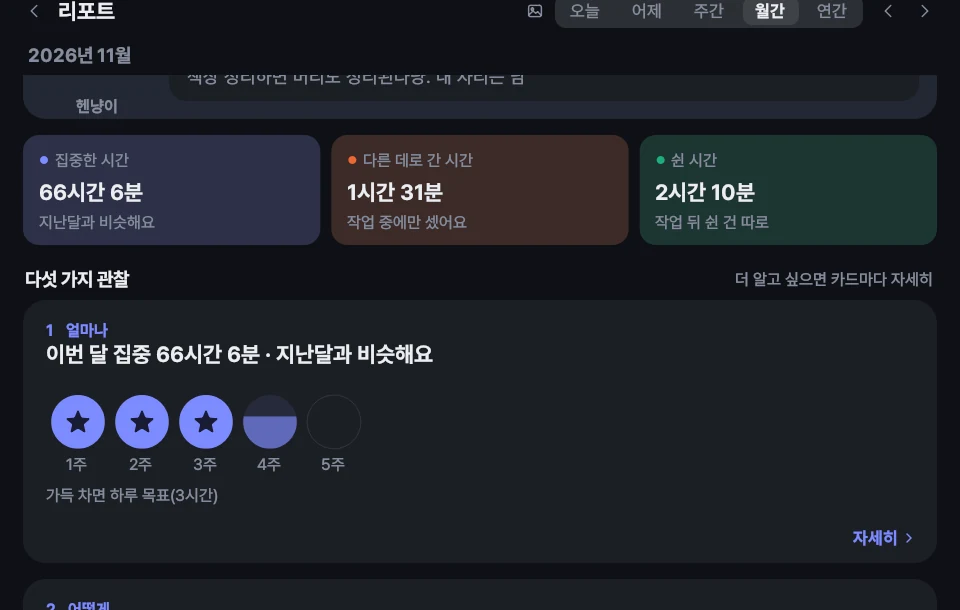 리포트
오늘 어제 주간 월간 연간
2026년 11월
헨냥이
집중한 시간
66시간 6분
지난달과 비슷해요
다른 데로 간 시간
1시간 31분
작업 중에만 셌어요
쉰 시간
2시간 10분
작업 뒤 쉰 건 따로
다섯 가지 관찰
더 알고 싶으면 카드마다 자세히
1 얼마나
이번 달 집중 66시간 6분 · 지난달과 비슷해요
1주 2주 3주 4주 5주
가득 차면 하루 목표(3시간)
자세히
2 어떻게